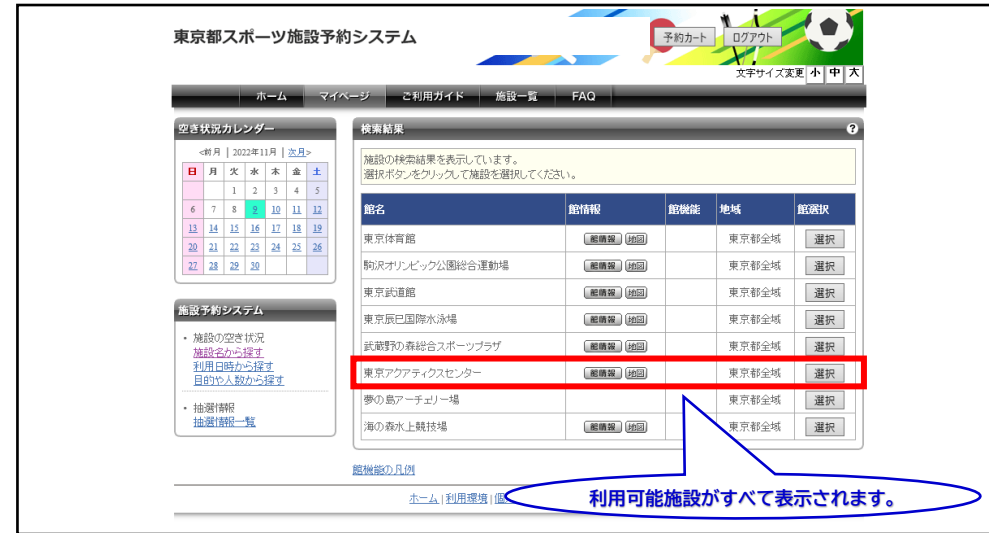 東京都スポーツ施設予約システム
予約カート ログアウト
文字サイズ変更 小 中 大
ホーム マイページ ご利用ガイド 施設一覧 FAQ
空き状況カレンダー
<前月 | 2022年11月 | 次月>
日 月 火 水 木 金 土
1 2 3 4 5
6 7 8 9 10 11 12
13 14 15 16 17 18 19
20 21 22 23 24 25 26
27 28 29 30
施設予約システム
・ 施設の空き状況
施設名から探す
利用日時から探す
目的や人数から探す
・ 抽選情報
抽選情報一覧
検索結果 ?
施設の検索結果を表示しています。
選択ボタンをクリックして施設を選択してください。
館名 館情報 館機能 地域 館選択
東京体育館 館情報 地図 東京都全域 選択
駒沢オリンピック公園総合運動場 館情報 地図 東京都全域 選択
東京武道館 館情報 地図 東京都全域 選択
東京辰巳国際水泳場 館情報 地図 東京都全域 選択
武蔵野の森総合スポーツプラザ 館情報 地図 東京都全域 選択
東京アクアティクスセンター 館情報 地図 東京都全域 選択
夢の島アーチェリー場 東京都全域 選択
海の森水上競技場 館情報 地図 東京都全域 選択
館機能の凡例
ホーム | 利用環境 | 個
利用可能施設がすべて表示されます。